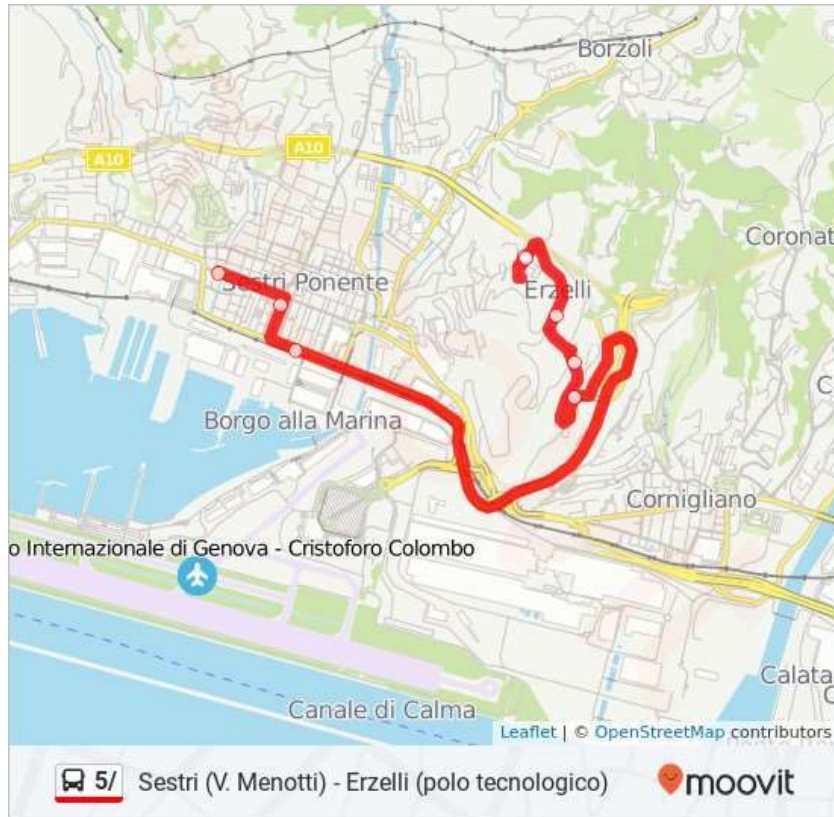 Borzoli
A10
A10
Coronat
Sestri Ponente
Erzelli
Borgo alla Marina
Cornigliano
o Internazionale di Genova - Cristoforo Colombo
Calata
Canale di Calma
Leaflet | © OpenStreetMap contributors
5/ Sestri (V. Menotti) - Erzelli (polo tecnologico)
moovit